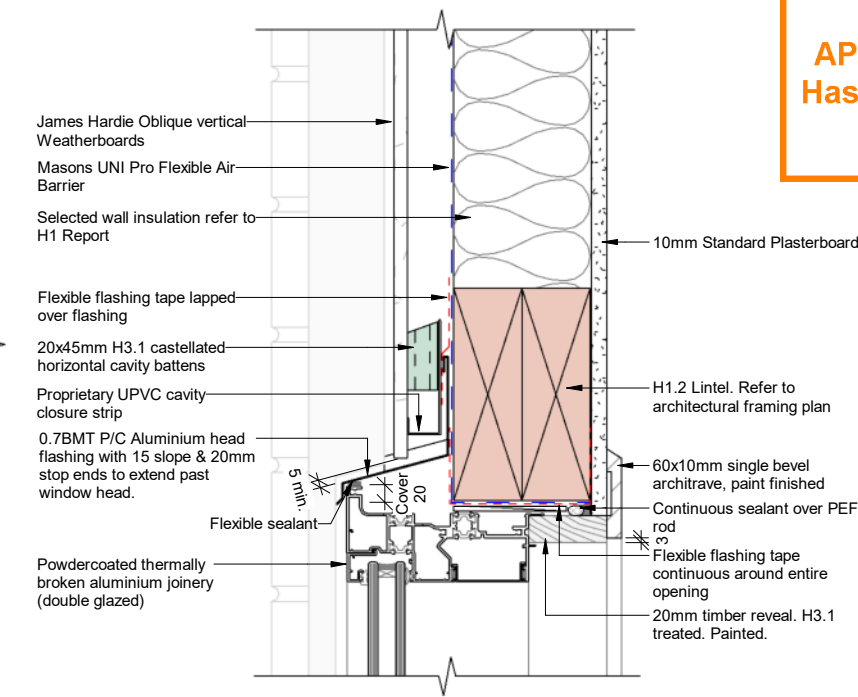 AP
Has
James Hardie Oblique vertical
Weatherboards
Masons UNI Pro Flexible Air
Barrier
Selected wall insulation refer to
H1 Report
10mm Standard Plasterboard
Flexible flashing tape lapped
over flashing
20x45mm H3.1 castellated
horizontal cavity battens
Proprietary UPVC cavity
closure strip
H1.2 Lintel. Refer to
architectural framing plan
0.7BMT P/C Aluminium head
flashing with 15 slope & 20mm
stop ends to extend past
window head.
5 min.
Cover
20
60x10mm single bevel
architrave, paint finished
Flexible sealant
Continuous sealant over PEF
rod
3
Flexible flashing tape
continuous around entire
opening
Powdercoated thermally
broken aluminium joinery
(double glazed)
20mm timber reveal. H3.1
treated. Painted.